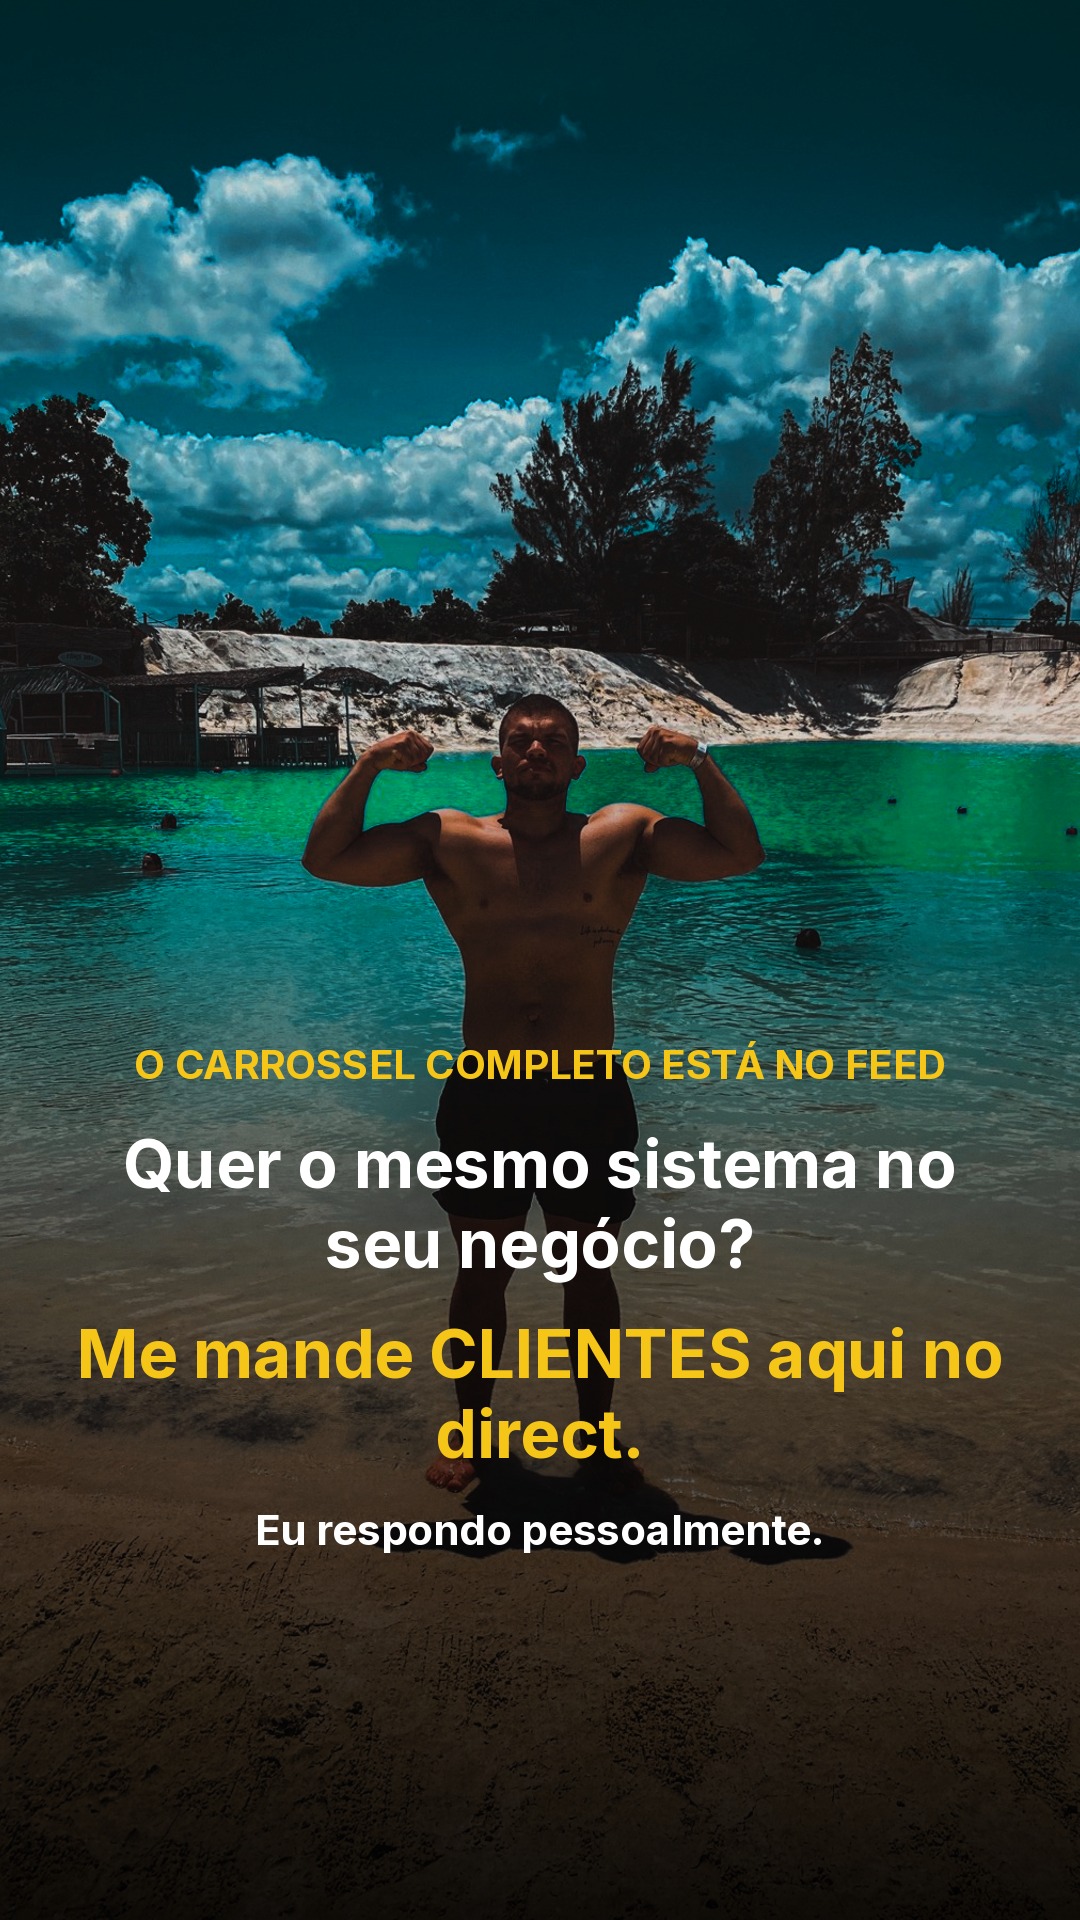 O CARROSSEL COMPLETO ESTÁ NO FEED
Quer o mesmo sistema no
seu negócio?
Me mande CLIENTES aqui no
direct.
Eu respondo pessoalmente.